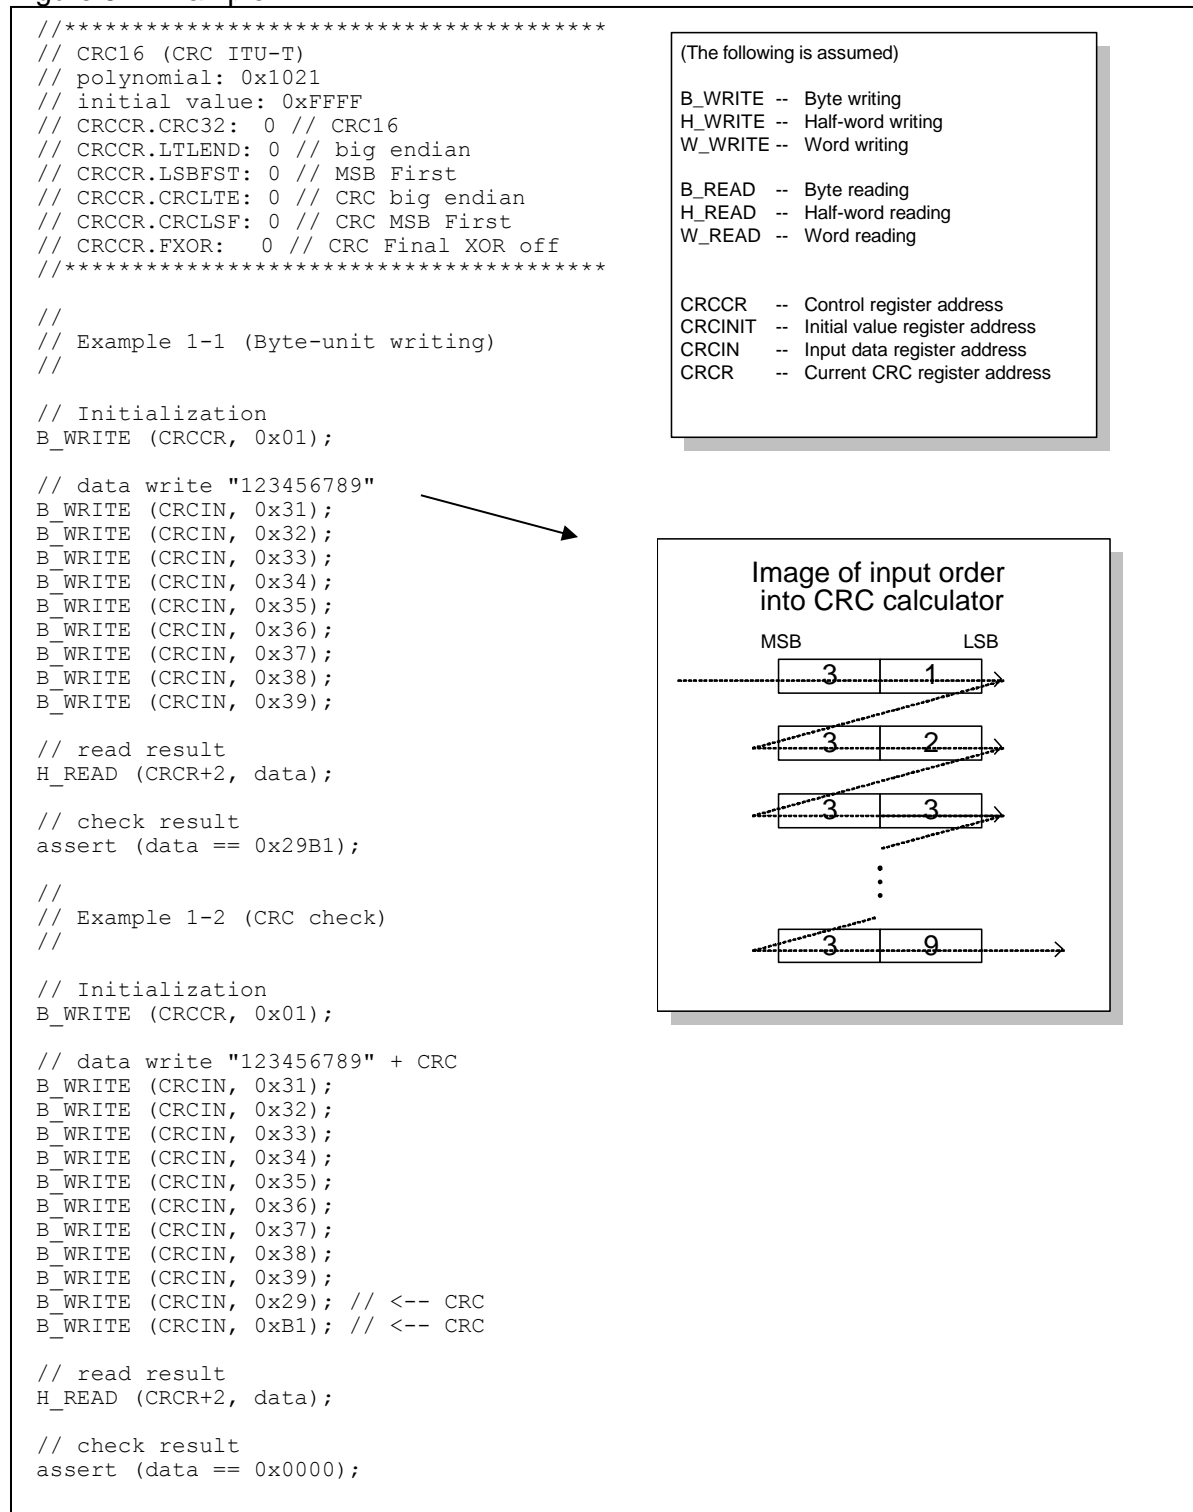 //****************************************
// CRC16 (CRC ITU-T)
// polynomial: 0x1021
// initial value: 0xFFFF
// CRCCR.CRC32: 0 // CRC16
// CRCCR.LTLEND: 0 // big endian
// CRCCR.LSBFST: 0 // MSB First
// CRCCR.CRCLTE: 0 // CRC big endian
// CRCCR.CRCLSF: 0 // CRC MSB First
// CRCCR.FXOR: 0 // CRC Final XOR off
//****************************************
//
// Example 1-1 (Byte-unit writing)
//
// Initialization
B_WRITE (CRCCR, 0x01);
// data write "123456789"
B_WRITE (CRCIN, 0x31);
B_WRITE (CRCIN, 0x32);
B_WRITE (CRCIN, 0x33);
B_WRITE (CRCIN, 0x34);
B_WRITE (CRCIN, 0x35);
B_WRITE (CRCIN, 0x36);
B_WRITE (CRCIN, 0x37);
B_WRITE (CRCIN, 0x38);
B_WRITE (CRCIN, 0x39);
// read result
H_READ (CRCR+2, data);
// check result
assert (data == 0x29B1);
//
// Example 1-2 (CRC check)
//
// Initialization
B_WRITE (CRCCR, 0x01);
// data write "123456789" + CRC
B_WRITE (CRCIN, 0x31);
B_WRITE (CRCIN, 0x32);
B_WRITE (CRCIN, 0x33);
B_WRITE (CRCIN, 0x34);
B_WRITE (CRCIN, 0x35);
B_WRITE (CRCIN, 0x36);
B_WRITE (CRCIN, 0x37);
B_WRITE (CRCIN, 0x38);
B_WRITE (CRCIN, 0x39);
B_WRITE (CRCIN, 0x29); // <-- CRC
B_WRITE (CRCIN, 0xB1); // <-- CRC
// read result
H_READ (CRCR+2, data);
// check result
assert (data == 0x0000);
(The following is assumed)
B_WRITE -- Byte writing
H_WRITE -- Half-word writing
W_WRITE -- Word writing
B_READ -- Byte reading
H_READ -- Half-word reading
W_READ -- Word reading
CRCCR -- Control register address
CRCINIT -- Initial value register address
CRCIN -- Input data register address
CRCR -- Current CRC register address
Image of input order
into CRC calculator
MSB LSB
3 1
3 2
3 3
3 9